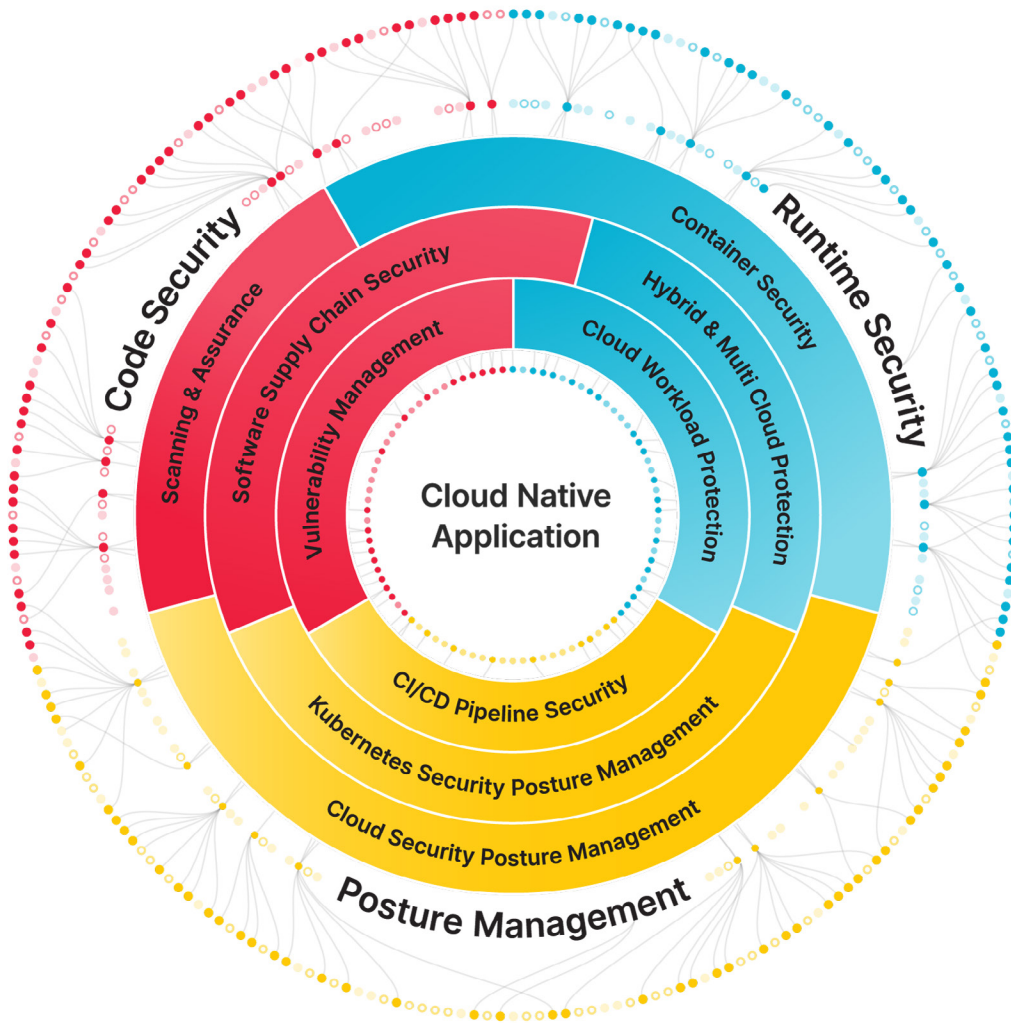 Code Security
Scanning & Assurance
Software Supply Chain Security
Vulnerability Management
Runtime Security
Container Security
Hybrid & Multi Cloud Protection
Cloud Workload Protection
Cloud Native
Application
CI/CD Pipeline Security
Kubernetes Security Posture Management
Cloud Security Posture Management
Posture Management